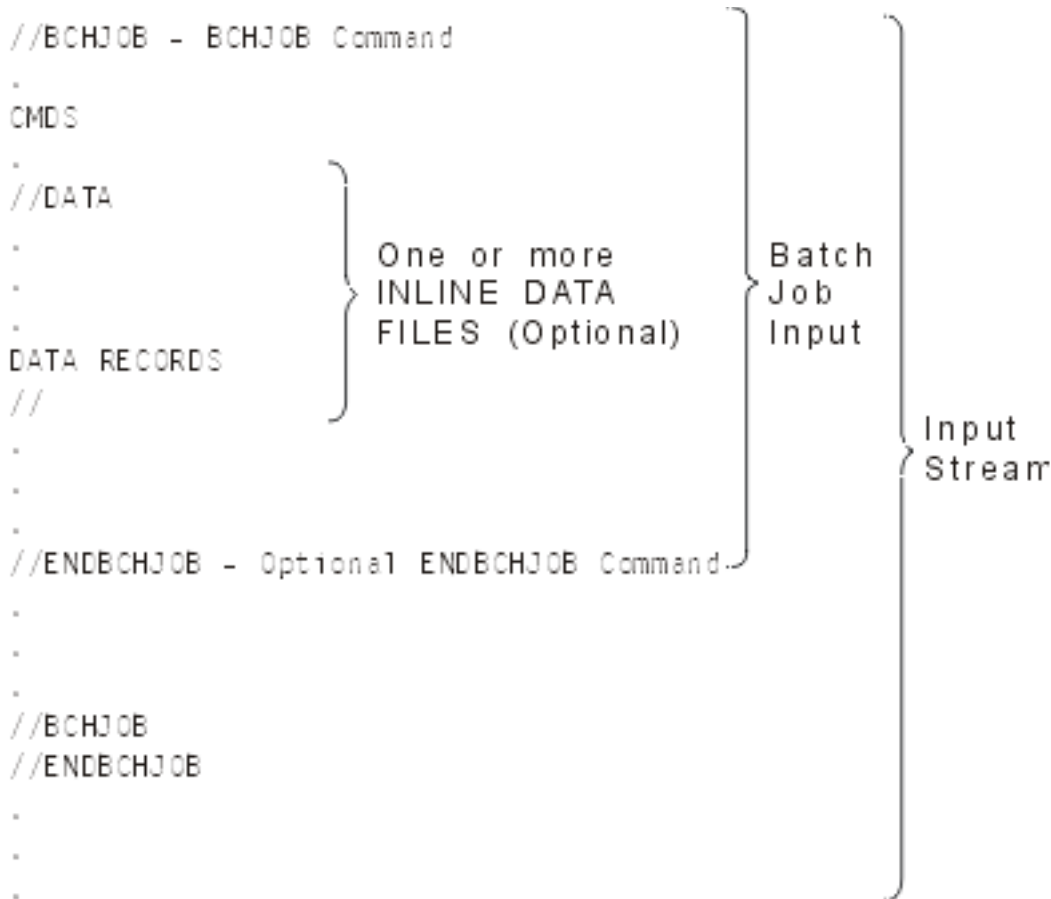 //BCHJOB - BCHJOB Command
.
CMDS
.
//DATA
.
.
.
DATA RECORDS
//
.
.
.
//ENDBCHJOB - Optional ENDBCHJOB Command
.
.
.
//BCHJOB
//ENDBCHJOB
.
.
.
One or more
INLINE DATA
FILES (Optional)
Batch
Job
Input
Input
Stream